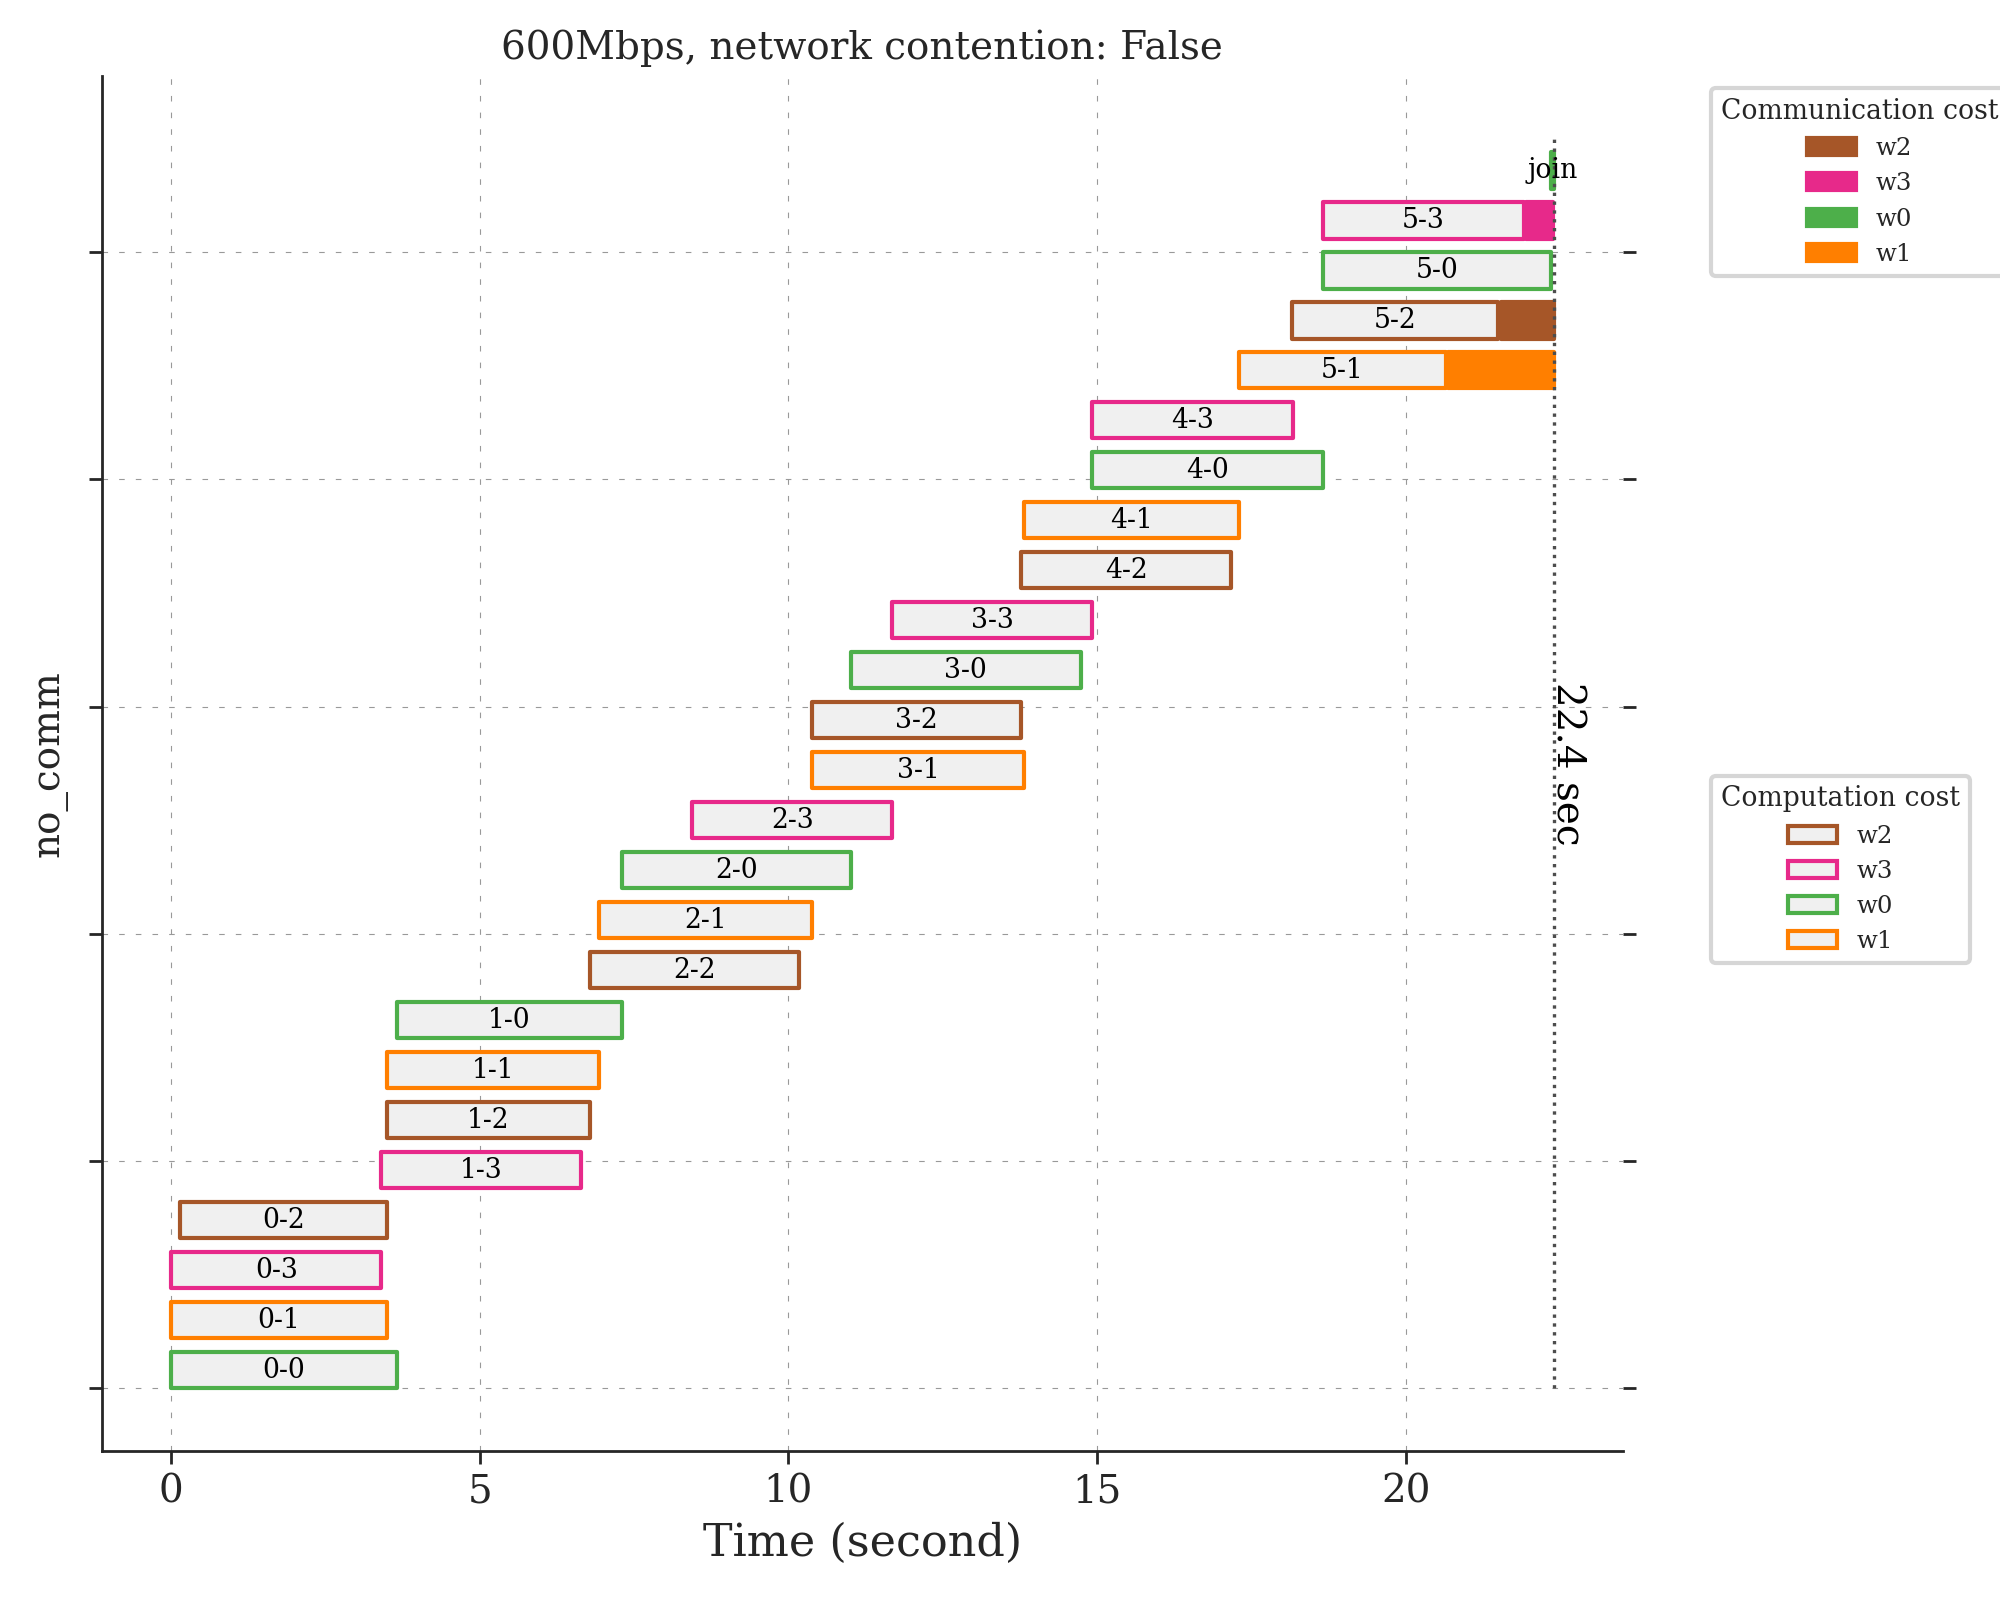 600Mbps, network contention: False
Communication cost
w2
w3
w0
w1
join
5-3
5-0
5-2
5-1
4-3
4-0
4-1
4-2
3-3
3-0
3-2
3-1
2-3
2-0
2-1
2-2
1-0
1-1
1-2
1-3
0-2
0-3
0-1
0-0
22.4 sec
no_comm
Computation cost
w2
w3
w0
w1
0 5 10 15 20
Time (second)